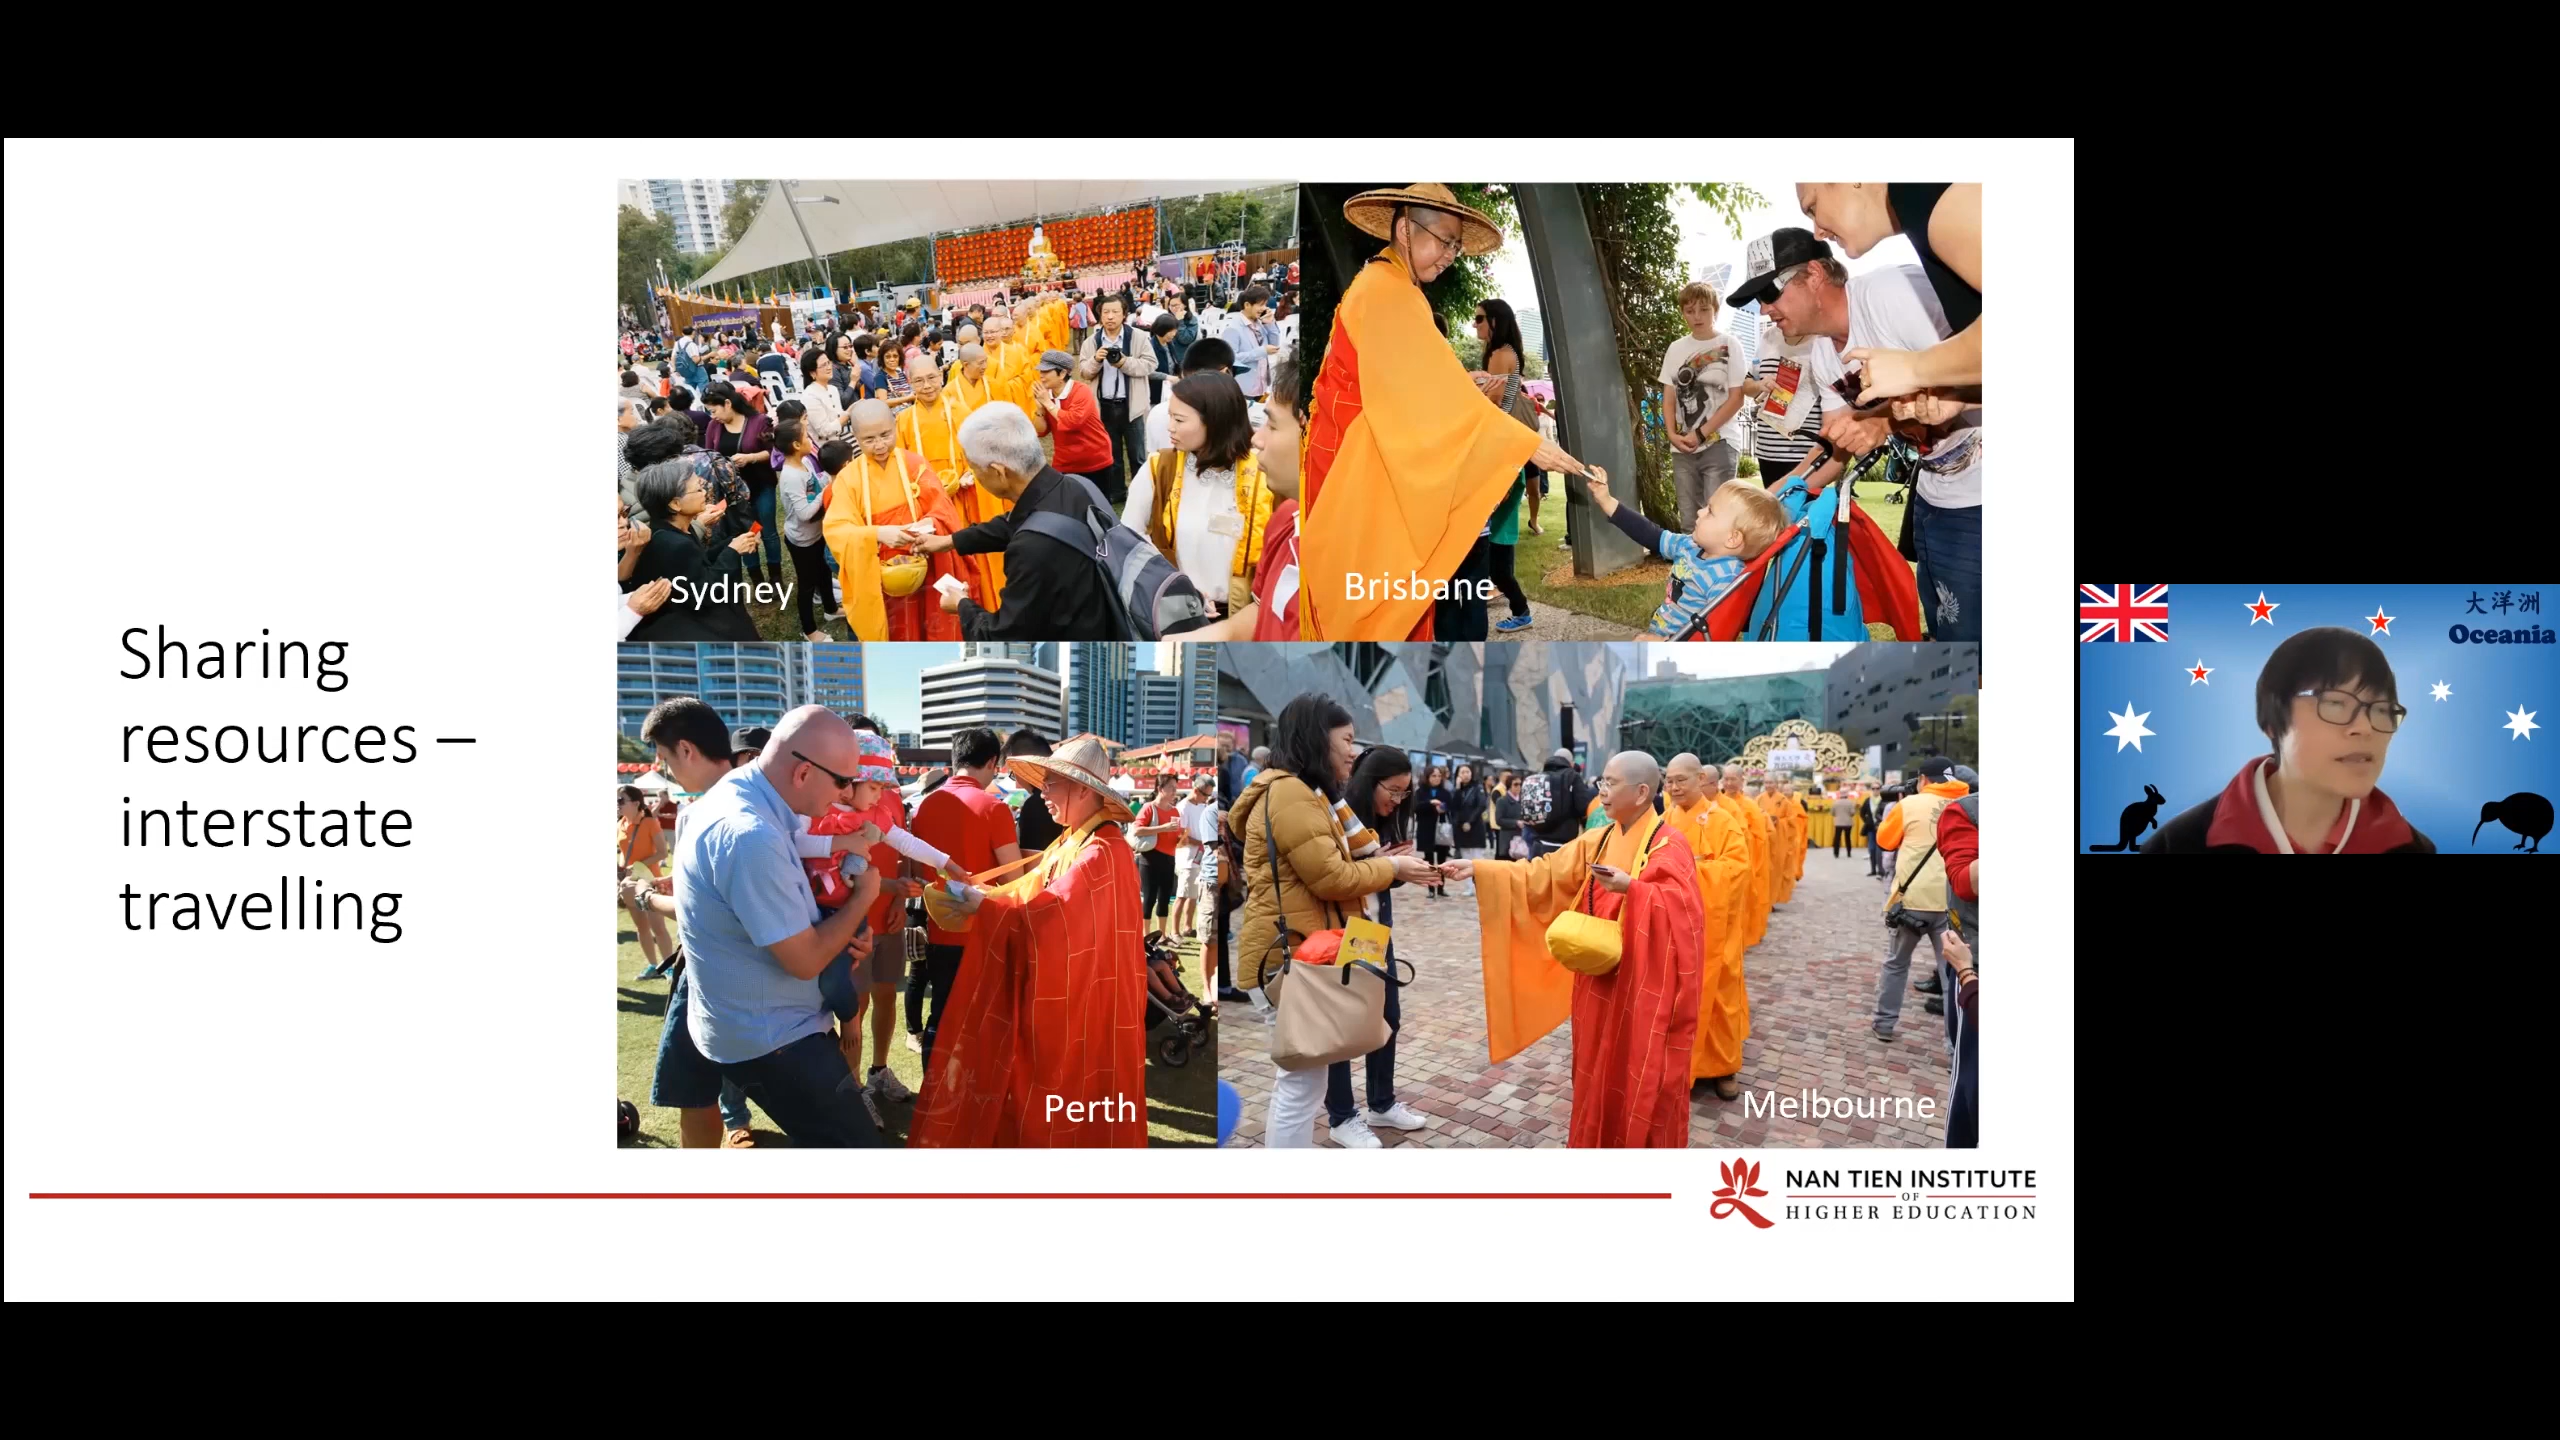 Sharing
resources –
interstate
travelling
Sydney
Brisbane
Perth
Melbourne
NAN TIEN INSTITUTE
OF
HIGHER EDUCATION
大洋洲
Oceania